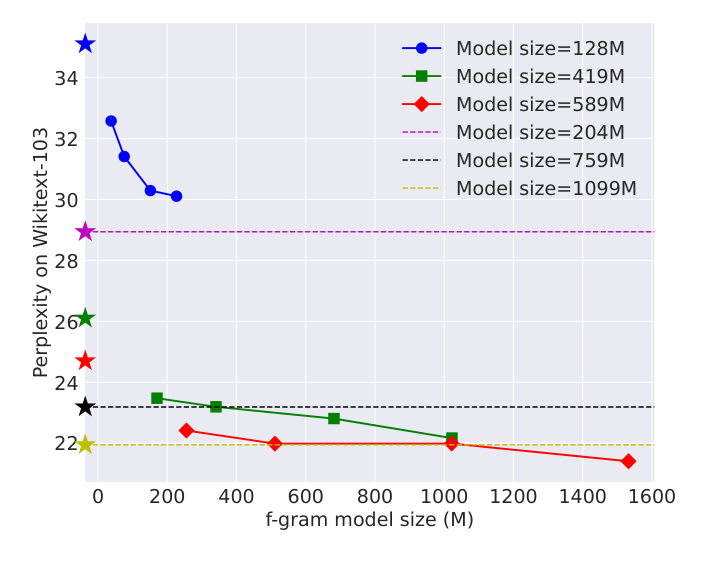 Model size=128M
Model size=419M
Model size=589M
Model size=204M
Model size=759M
Model size=1099M
Perplexity on Wikitext-103
34
32
30
28
26
24
22
0 200 400 600 800 1000 1200 1400 1600
f-gram model size (M)